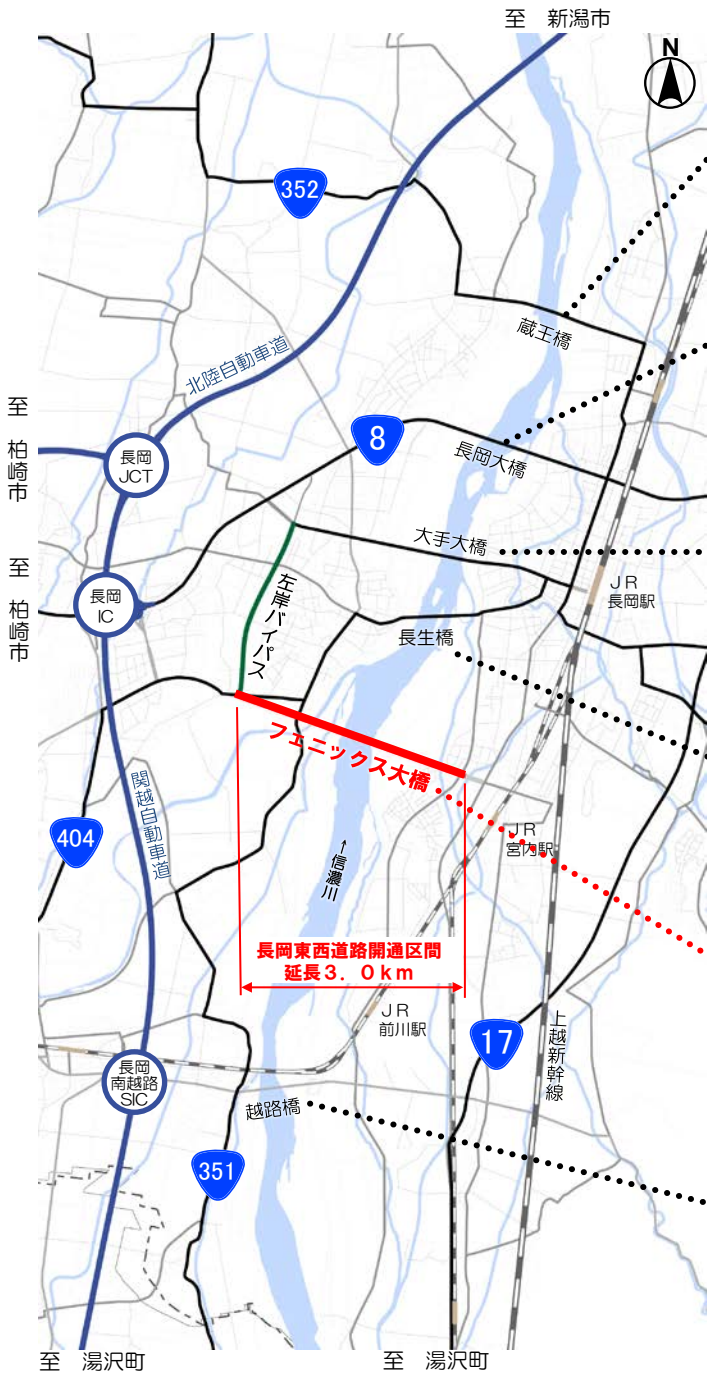 至 新潟市
N
352
蔵王橋
北陸自動車道
至 柏崎市
8
長岡
JCT
長岡大橋
大手大橋
至 柏崎市
長岡
IC
JR
長岡駅
左岸バイパス
長生橋
フェニックス大橋
関越自動車道
404
JR
宮内駅
←信濃川
長岡東西道路開通区間
延長3.0km
JR
前川駅
17
上越新幹線
長岡
南越路
SIC
越路橋
351
至 湯沢町
至 湯沢町